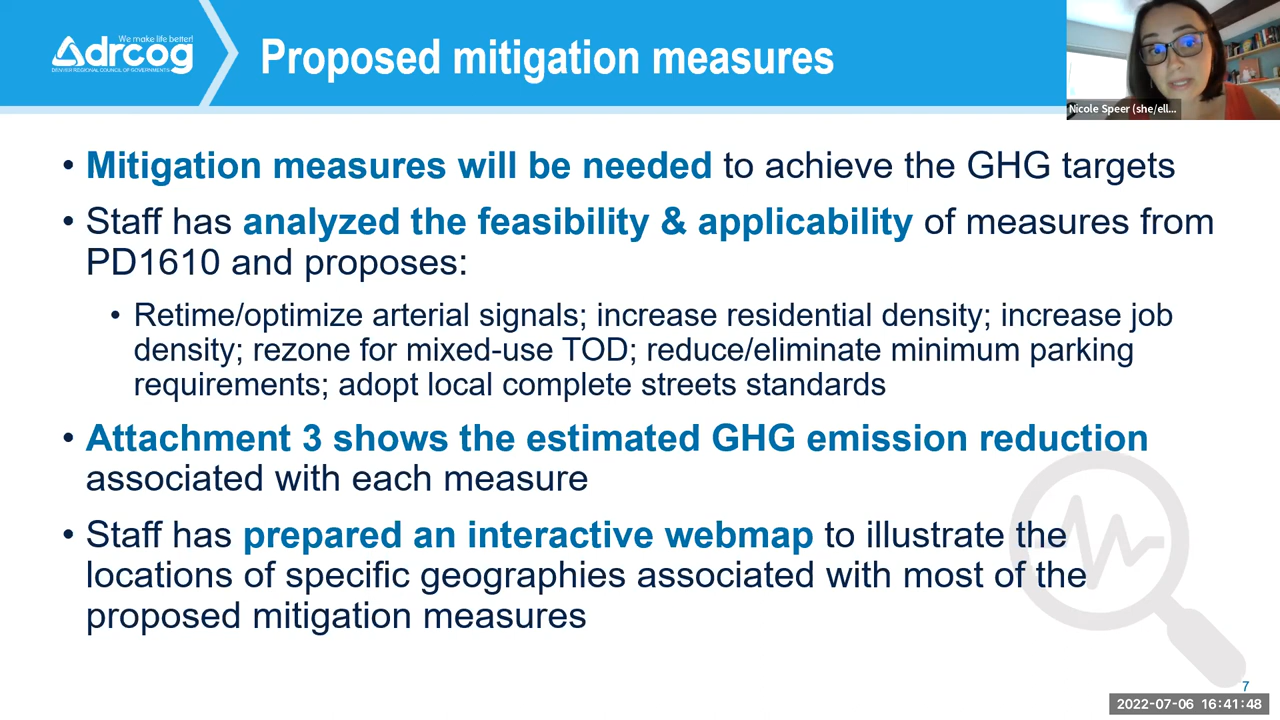 We make life better!
drcog
DENVER REGIONAL COUNCIL OF GOVERNMENTS
Proposed mitigation measures
Nicole Speer (she/ell...
• Mitigation measures will be needed to achieve the GHG targets
• Staff has analyzed the feasibility & applicability of measures from
PD1610 and proposes:
• Retime/optimize arterial signals; increase residential density; increase job
density; rezone for mixed-use TOD; reduce/eliminate minimum parking
requirements; adopt local complete streets standards
• Attachment 3 shows the estimated GHG emission reduction
associated with each measure
• Staff has prepared an interactive webmap to illustrate the
locations of specific geographies associated with most of the
proposed mitigation measures
7
2022-07-06 16:41:48